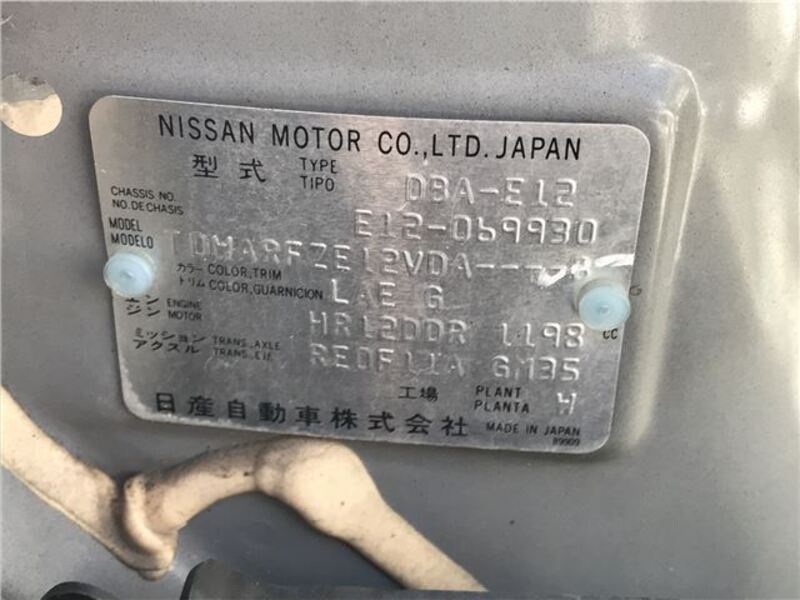 NISSAN MOTOR CO.,LTD. JAPAN
型式 TYPE TIPO DBA-E12
CHASSIS NO. NO. DE CHASIS E12-069930
MODEL MODELO TDMARFZE12VDA-----
カラー COLOR, TRIM
トリム COLOR, GUARNICION LAE G
エンジン ENGINE MOTOR HR12DDR 1198 CC
ミッション TRANS. AXLE
アクスル TRANS. EJE RE0F11A GM35
工場 PLANT PLANTA W
日産自動車株式会社 MADE IN JAPAN
89909